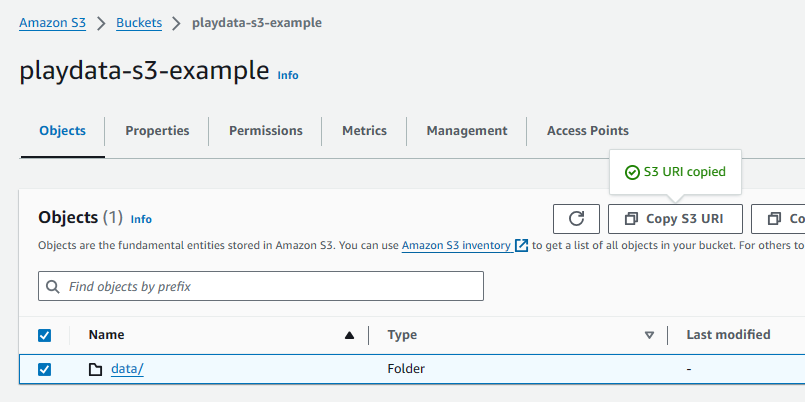 Amazon S3 > Buckets > playdata-s3-example
playdata-s3-example Info
Objects Properties Permissions Metrics Management Access Points
S3 URI copied
Objects (1) Info
Copy S3 URI
Objects are the fundamental entities stored in Amazon S3. You can use Amazon S3 inventory to get a list of all objects in your bucket. For others to
Find objects by prefix
Name Type Last modified
data/ Folder -